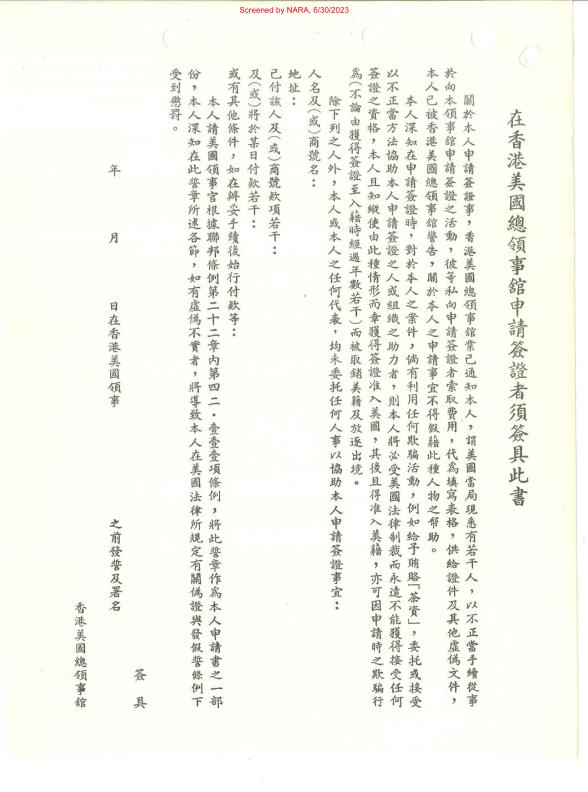 Screened by NARA, 6/30/2023
在香港美國總領事舘申請簽證者須簽具此書
關於本人申請簽證事，香港美國總領事舘業已通知本人，謂美國當局現悉有若干人，以不正當手續從事
於向本領事舘申請簽證之活動，彼等私向申請簽證者索取費用，代為填寫表格，供給證件及其他虛偽文件，
本人已被香港美國總領事舘警告，關於本人之申請事宜不得假藉此種人物之幫助。
本人深知在申請簽證時，對於本人之案件，倘有利用任何欺騙活動，例如給予賄賂「茶資」，委托或接受
以不正當方法協助本人申請簽證之人或組織之助力者，則本人將必受美國法律制裁而永遠不能獲得接受任何
簽證之資格，本人且知縱使由此種情形而幸獲得簽證准入美國，其後且得准入美籍，亦可因申請時之欺騙行
為(不論由獲得簽證至入籍時經過年數若干)而被取銷美籍及放逐出境。
除下列之人外，本人或本人之任何代表，均未委托任何人事以協助本人申請簽證事宜：
人名及(或)商號名：
地址：
已付該人及(或)商號欵項若干：
及(或)將於某日付欵若干：
或有其他條件，如在辦妥手續後始行付欵等：
本人請美國領事官根據聯邦條例第二十二章內第四二·壹壹壹項條例，將此誓章作為本人申請書之一部
份，本人深知在此誓章所述各節，如有虛偽不實者，將導致本人在美國法律所規定有關偽證與發假誓條例下
受到懲罰。
簽具
年 月 日在香港美國領事 之前發誓及署名
香港美國總領事舘